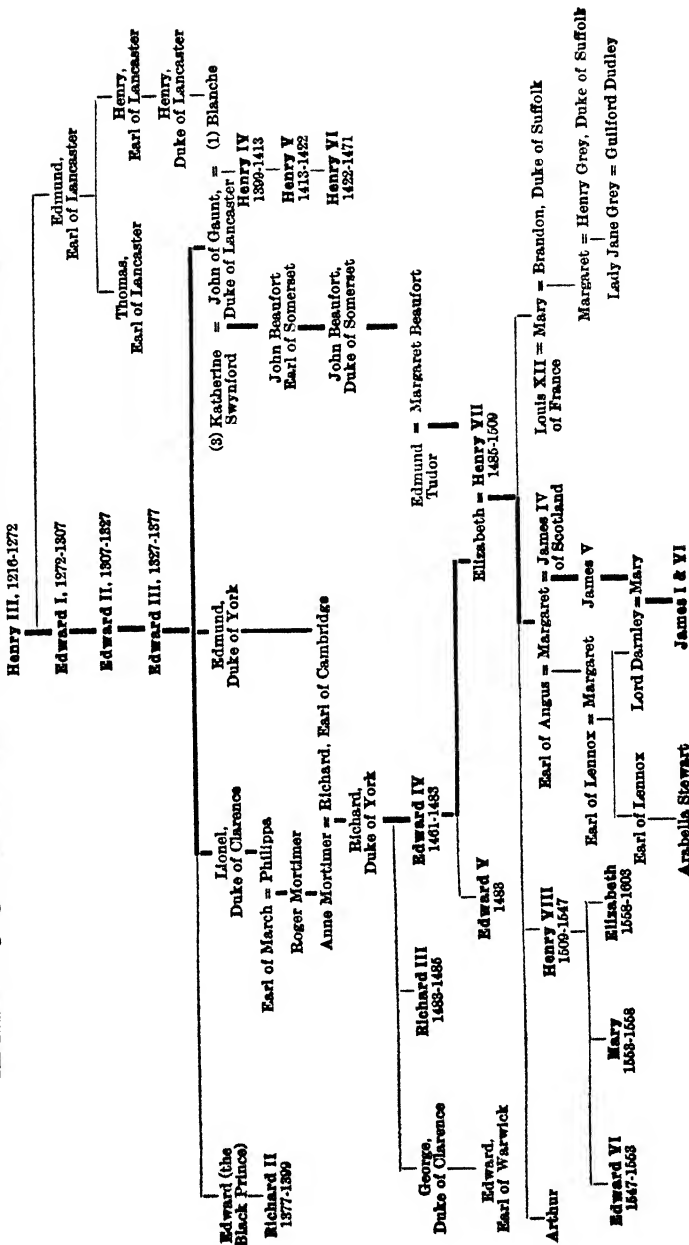 Henry III, 1216-1272
Edward I, 1272-1307
Edmund,
Earl of Lancaster
Edward II, 1307-1327
Thomas,
Earl of Lancaster
Henry,
Earl of Lancaster
Edward III, 1327-1377
Henry,
Duke of Lancaster
Edward (the
Black Prince)
Lionel,
Duke of Clarence
Edmund,
Duke of York
(3) Katherine = John of Gaunt, = (1) Blanche
Swynford Duke of Lancaster
Richard II
1377-1399
Earl of March = Philippa
John Beaufort
Earl of Somerset
Henry IV
1399-1413
Roger Mortimer
John Beaufort,
Duke of Somerset
Henry V
1413-1422
Anne Mortimer = Richard, Earl of Cambridge
Henry VI
1422-1471
Richard,
Duke of York
Edmund = Margaret Beaufort
Tudor
George,
Duke of Clarence
Richard III
1483-1485
Edward IV
1461-1483
Edward,
Earl of Warwick
Edward V
1483
Elizabeth = Henry VII
1485-1509
Arthur
Henry VIII
1509-1547
Earl of Angus = Margaret = James IV
of Scotland
Louis XII = Mary = Brandon, Duke of Suffolk
of France
Edward VI
1547-1553
Mary
1553-1558
Elizabeth
1558-1603
Earl of Lennox = Margaret
James V
Margaret = Henry Grey, Duke of Suffolk
Earl of Lennox
Lord Darnley = Mary
Lady Jane Grey = Guilford Dudley
Arabella Stewart
James I & VI